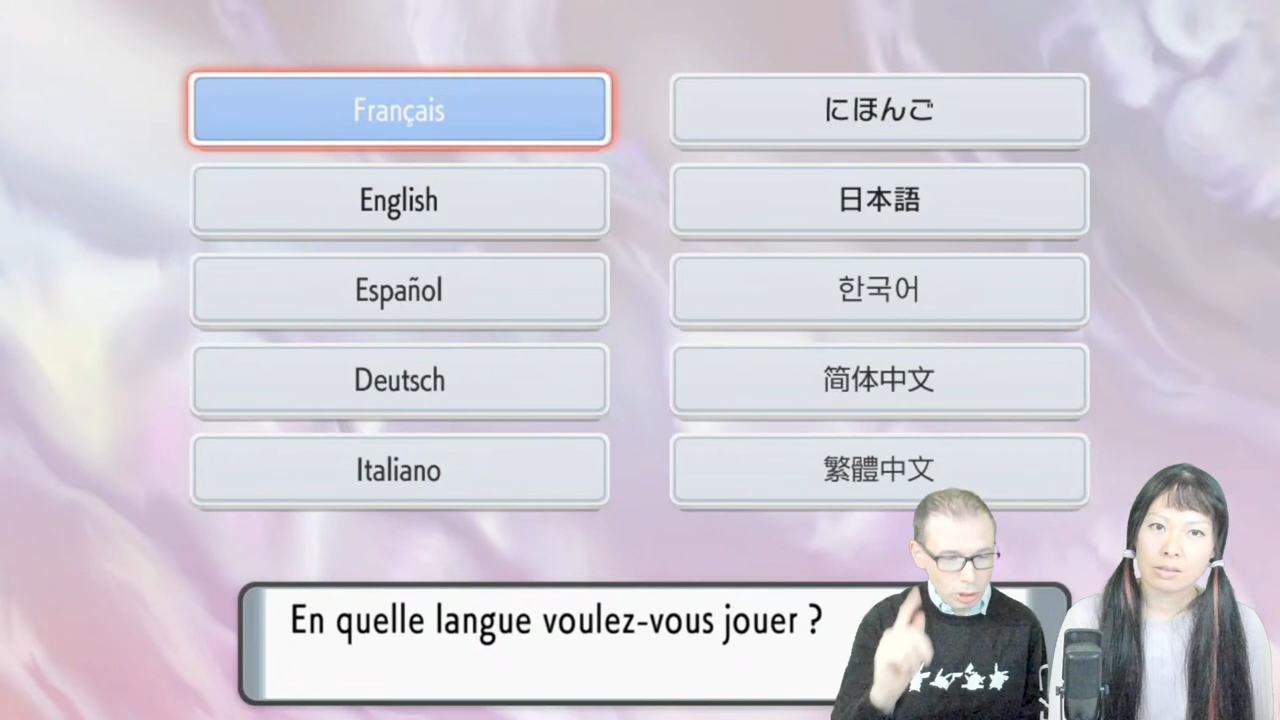 Français
English
Español
Deutsch
Italiano
にほんご
日本語
한국어
简体中文
繁體中文
En quelle langue voulez-vous jouer ?